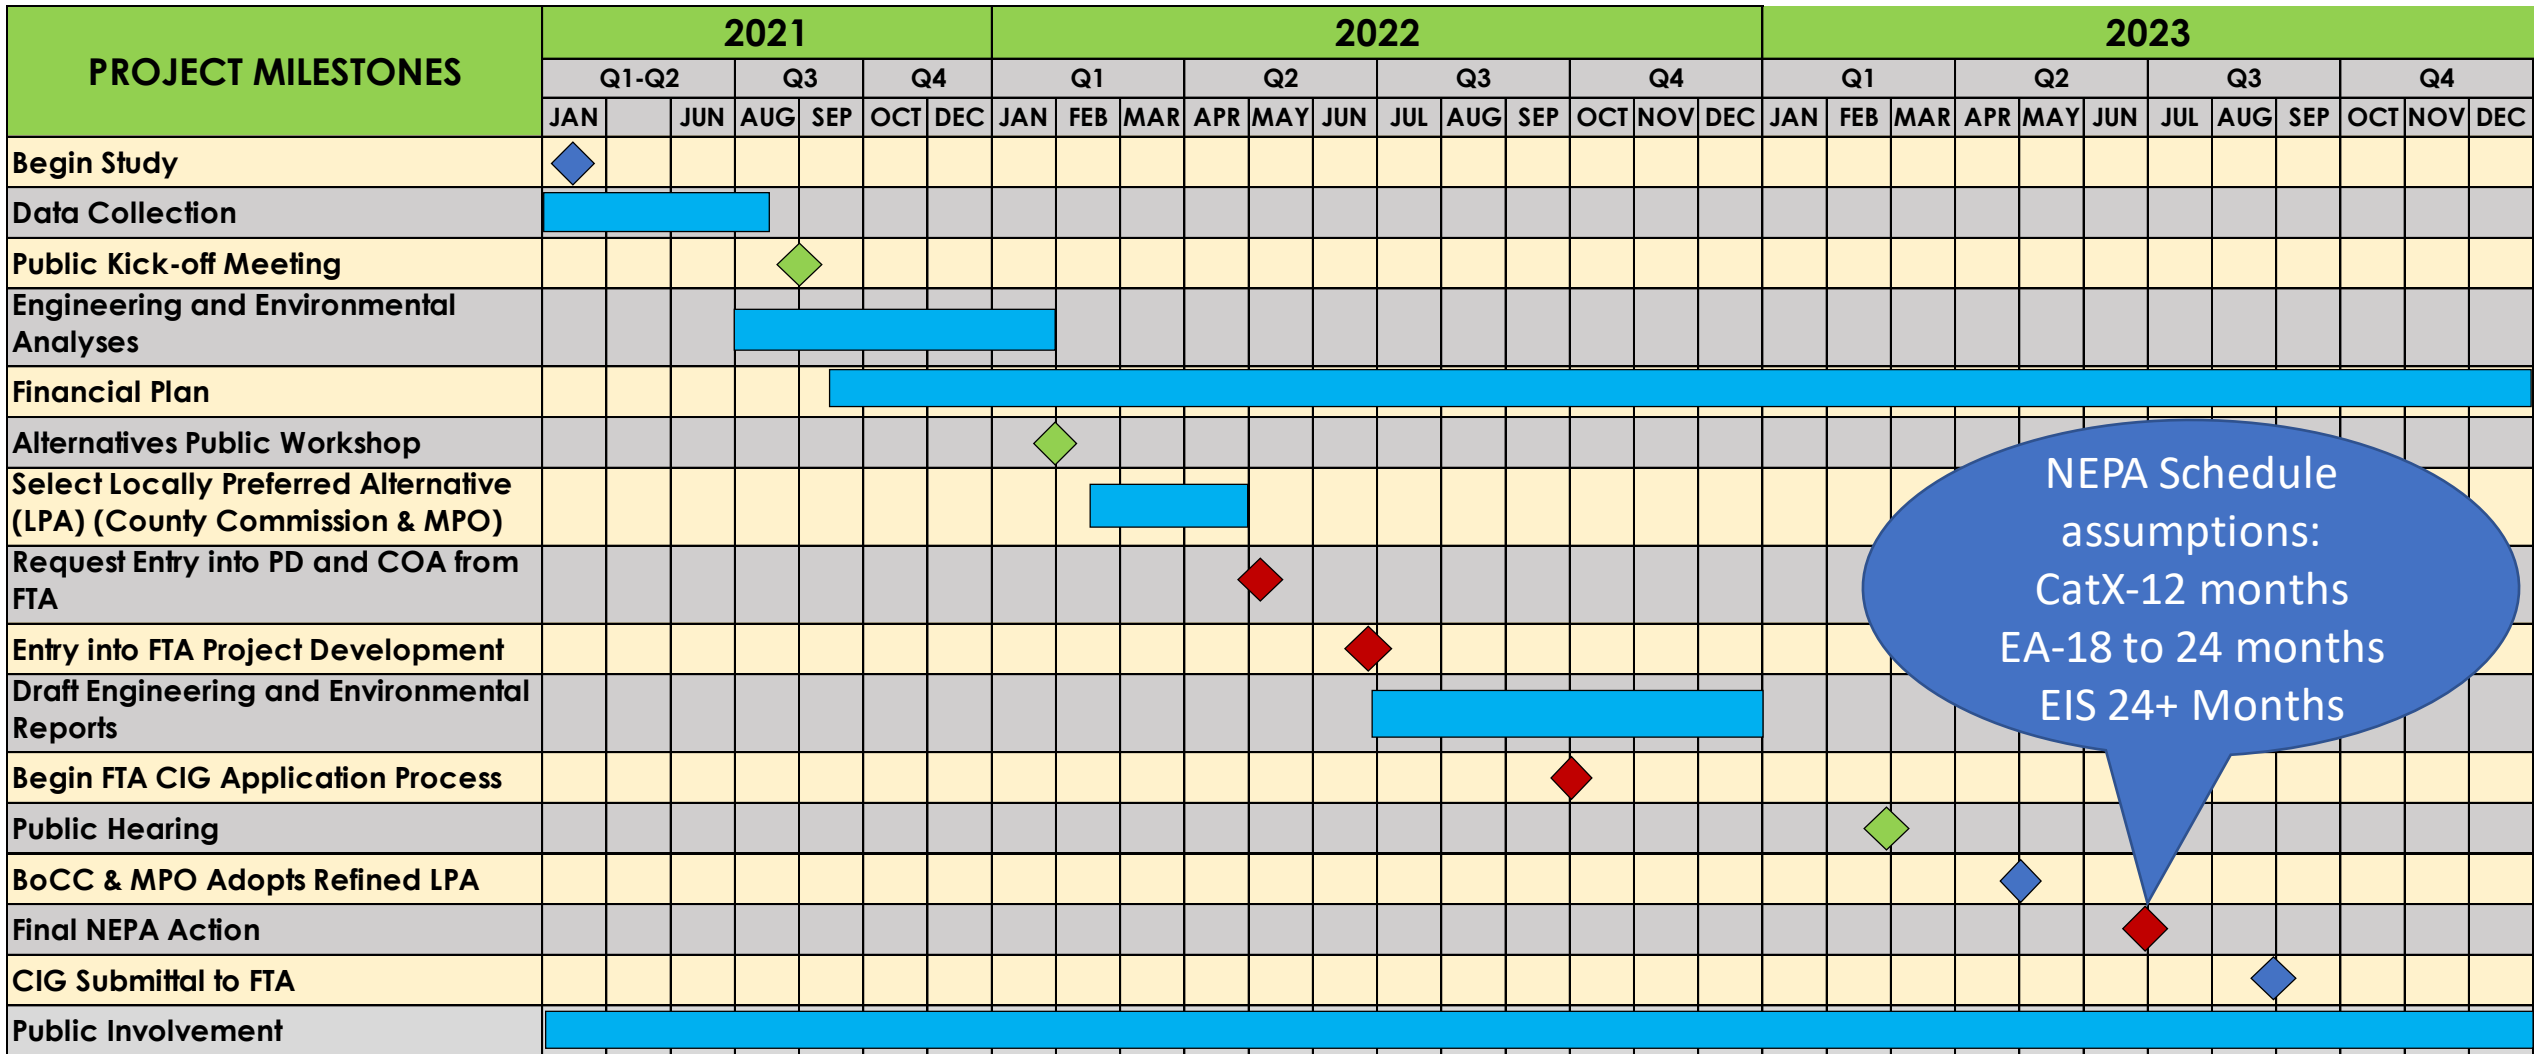 PROJECT MILESTONES
2021 2022 2023
Q1-Q2 Q3 Q4 Q1 Q2 Q3 Q4 Q1 Q2 Q3 Q4
JAN JUN AUG SEP OCT DEC JAN FEB MAR APR MAY JUN JUL AUG SEP OCT NOV DEC JAN FEB MAR APR MAY JUN JUL AUG SEP OCT NOV DEC
Begin Study
Data Collection
Public Kick-off Meeting
Engineering and Environmental
Analyses
Financial Plan
Alternatives Public Workshop
Select Locally Preferred Alternative
(LPA) (County Commission & MPO)
Request Entry into PD and COA from
FTA
Entry into FTA Project Development
Draft Engineering and Environmental
Reports
Begin FTA CIG Application Process
Public Hearing
BoCC & MPO Adopts Refined LPA
Final NEPA Action
CIG Submittal to FTA
Public Involvement
NEPA Schedule
assumptions:
CatX-12 months
EA-18 to 24 months
EIS 24+ Months